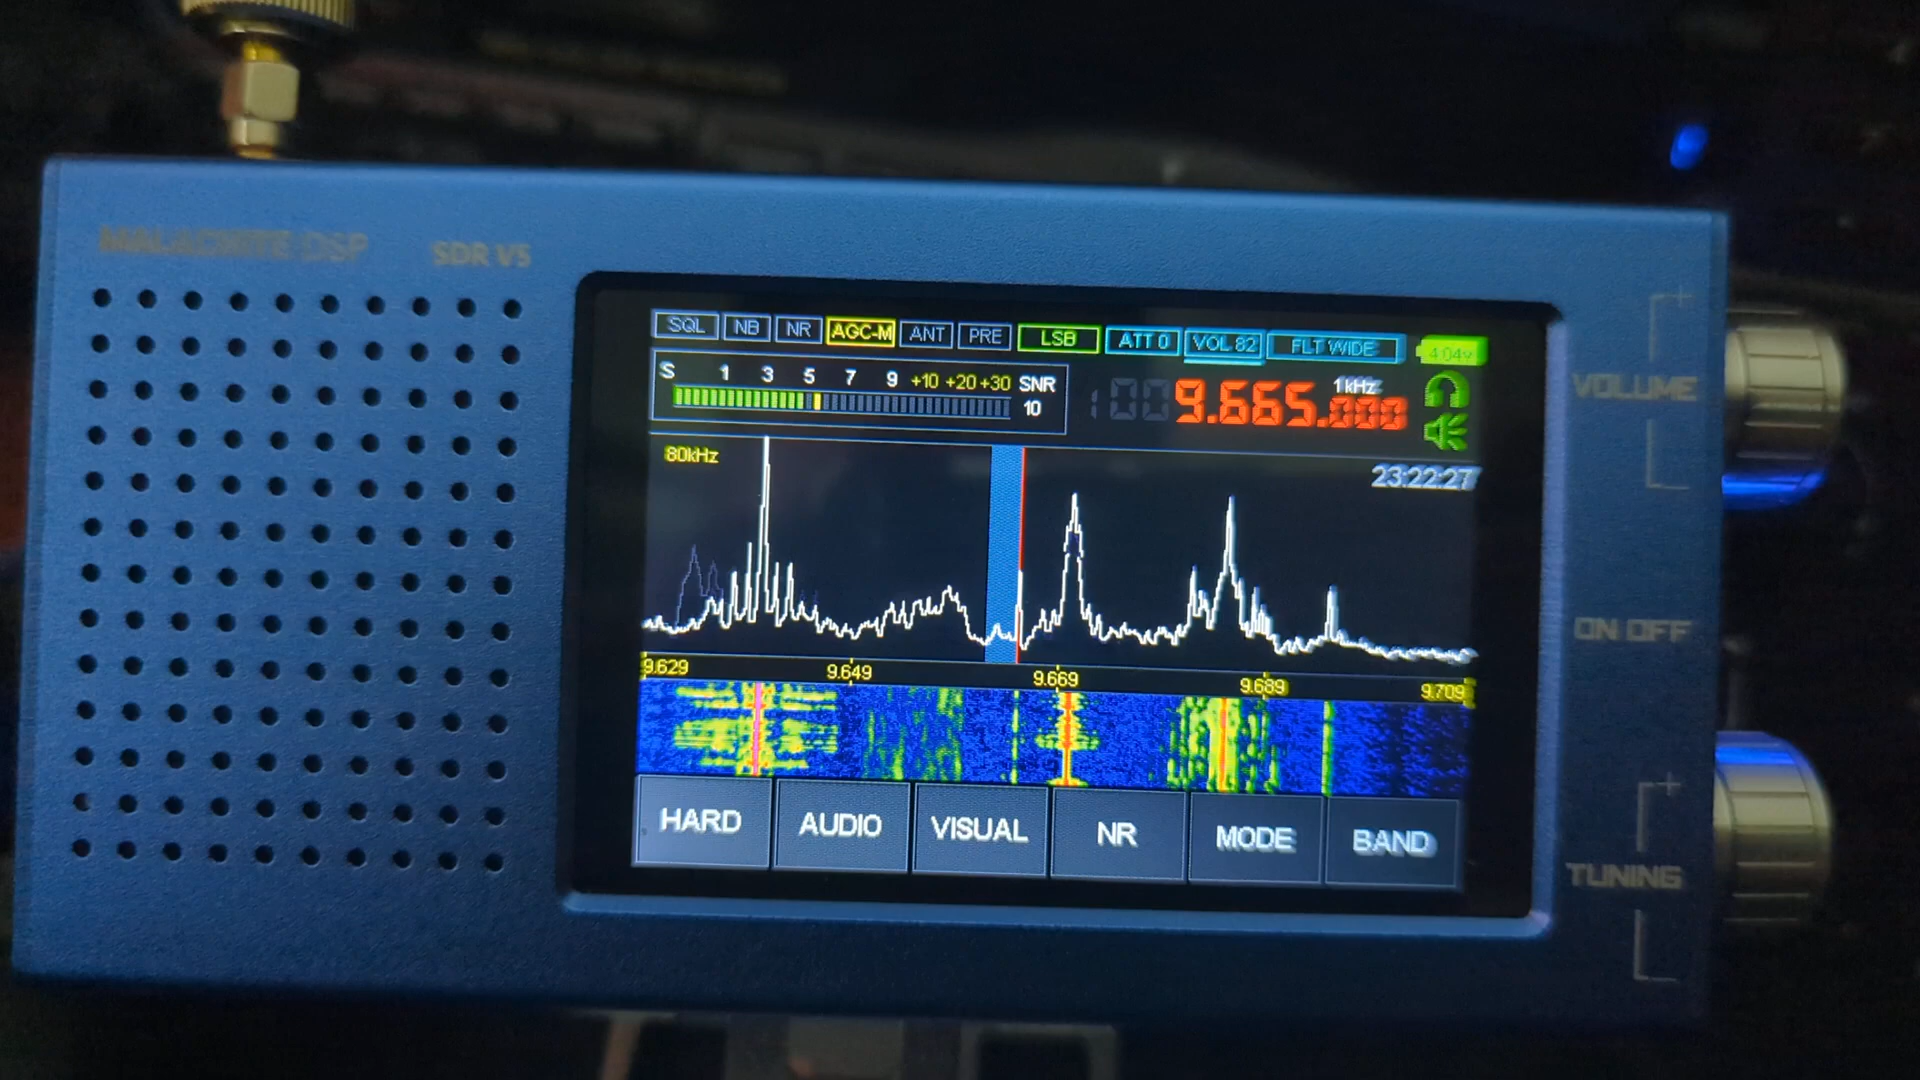 MALACHITE DSP SDR V5
SQL NB NR AGC-M ANT PRE LSB ATT 0 VOL 82 FLT WIDE 4.04v
S 1 3 5 7 9 +10 +20 +30 SNR
10
1kHz
9.665.000
80kHz
23:22:27
9.629 9.649 9.669 9.689 9.709
HARD AUDIO VISUAL NR MODE BAND
+
VOLUME
-
ON OFF
+
TUNING
-